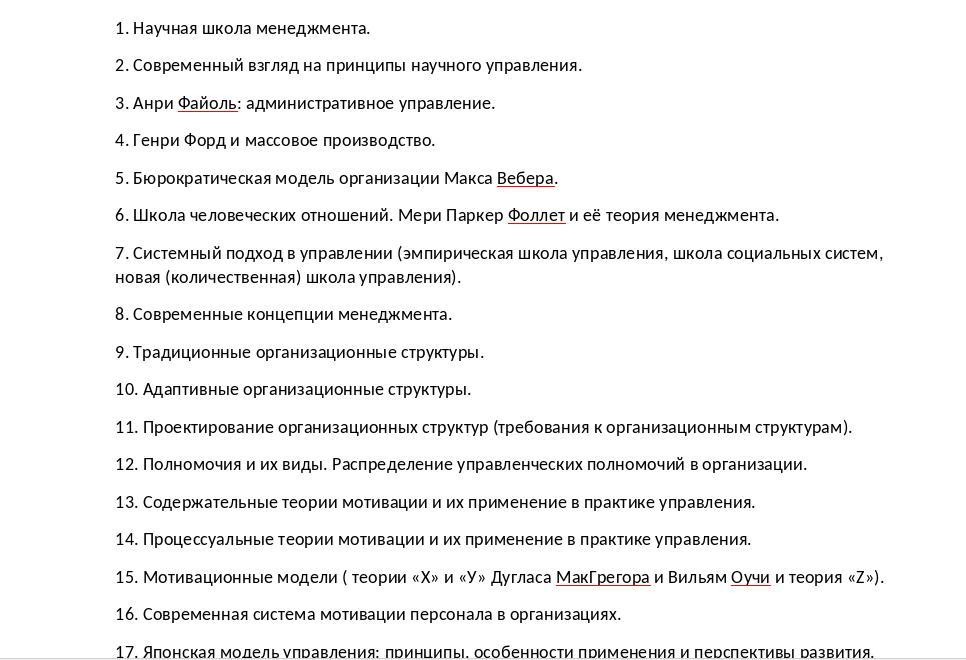 1. Научная школа менеджмента.
2. Современный взгляд на принципы научного управления.
3. Анри Файоль: административное управление.
4. Генри Форд и массовое производство.
5. Бюрократическая модель организации Макса Вебера.
6. Школа человеческих отношений. Мери Паркер Фоллет и её теория менеджмента.
7. Системный подход в управлении (эмпирическая школа управления, школа социальных систем,
новая (количественная) школа управления).
8. Современные концепции менеджмента.
9. Традиционные организационные структуры.
10. Адаптивные организационные структуры.
11. Проектирование организационных структур (требования к организационным структурам).
12. Полномочия и их виды. Распределение управленческих полномочий в организации.
13. Содержательные теории мотивации и их применение в практике управления.
14. Процессуальные теории мотивации и их применение в практике управления.
15. Мотивационные модели ( теории «Х» и «У» Дугласа МакГрегора и Вильям Оучи и теория «Z»).
16. Современная система мотивации персонала в организациях.
17. Японская модель управления: принципы, особенности применения и перспективы развития.